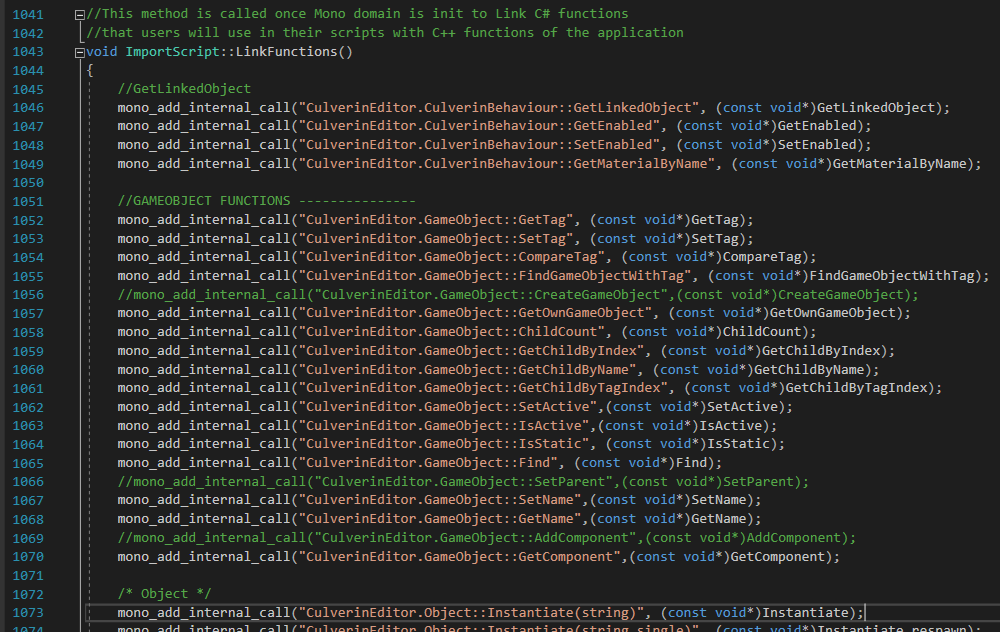 1041 //This method is called once Mono domain is init to Link C# functions
1042 //that users will use in their scripts with C++ functions of the application
1043 void ImportScript::LinkFunctions()
1044 {
1045 //GetLinkedObject
1046 mono_add_internal_call("CulverinEditor.CulverinBehaviour::GetLinkedObject", (const void*)GetLinkedObject);
1047 mono_add_internal_call("CulverinEditor.CulverinBehaviour::GetEnabled", (const void*)GetEnabled);
1048 mono_add_internal_call("CulverinEditor.CulverinBehaviour::SetEnabled", (const void*)SetEnabled);
1049 mono_add_internal_call("CulverinEditor.CulverinBehaviour::GetMaterialByName", (const void*)GetMaterialByName);
1050
1051 //GAMEOBJECT FUNCTIONS ---------------
1052 mono_add_internal_call("CulverinEditor.GameObject::GetTag", (const void*)GetTag);
1053 mono_add_internal_call("CulverinEditor.GameObject::SetTag", (const void*)SetTag);
1054 mono_add_internal_call("CulverinEditor.GameObject::CompareTag", (const void*)CompareTag);
1055 mono_add_internal_call("CulverinEditor.GameObject::FindGameObjectWithTag", (const void*)FindGameObjectWithTag);
1056 //mono_add_internal_call("CulverinEditor.GameObject::CreateGameObject",(const void*)CreateGameObject);
1057 mono_add_internal_call("CulverinEditor.GameObject::GetOwnGameObject", (const void*)GetOwnGameObject);
1058 mono_add_internal_call("CulverinEditor.GameObject::ChildCount", (const void*)ChildCount);
1059 mono_add_internal_call("CulverinEditor.GameObject::GetChildByIndex", (const void*)GetChildByIndex);
1060 mono_add_internal_call("CulverinEditor.GameObject::GetChildByName", (const void*)GetChildByName);
1061 mono_add_internal_call("CulverinEditor.GameObject::GetChildByTagIndex", (const void*)GetChildByTagIndex);
1062 mono_add_internal_call("CulverinEditor.GameObject::SetActive",(const void*)SetActive);
1063 mono_add_internal_call("CulverinEditor.GameObject::IsActive",(const void*)IsActive);
1064 mono_add_internal_call("CulverinEditor.GameObject::IsStatic", (const void*)IsStatic);
1065 mono_add_internal_call("CulverinEditor.GameObject::Find", (const void*)Find);
1066 //mono_add_internal_call("CulverinEditor.GameObject::SetParent",(const void*)SetParent);
1067 mono_add_internal_call("CulverinEditor.GameObject::SetName",(const void*)SetName);
1068 mono_add_internal_call("CulverinEditor.GameObject::GetName",(const void*)GetName);
1069 //mono_add_internal_call("CulverinEditor.GameObject::AddComponent",(const void*)AddComponent);
1070 mono_add_internal_call("CulverinEditor.GameObject::GetComponent",(const void*)GetComponent);
1071
1072 /* Object */
1073 mono_add_internal_call("CulverinEditor.Object::Instantiate(string)", (const void*)Instantiate);
1074 mono_add_internal_call("CulverinEditor.Object::Instantiate(string,single)", (const void*)Instantiate_respawn);